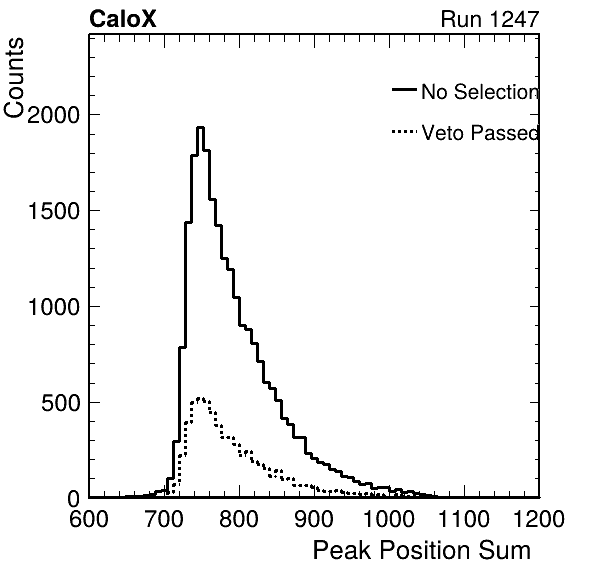 CaloX Run 1247
Counts
No Selection
Veto Passed
2000
1500
1000
500
0
600 700 800 900 1000 1100 1200
Peak Position Sum